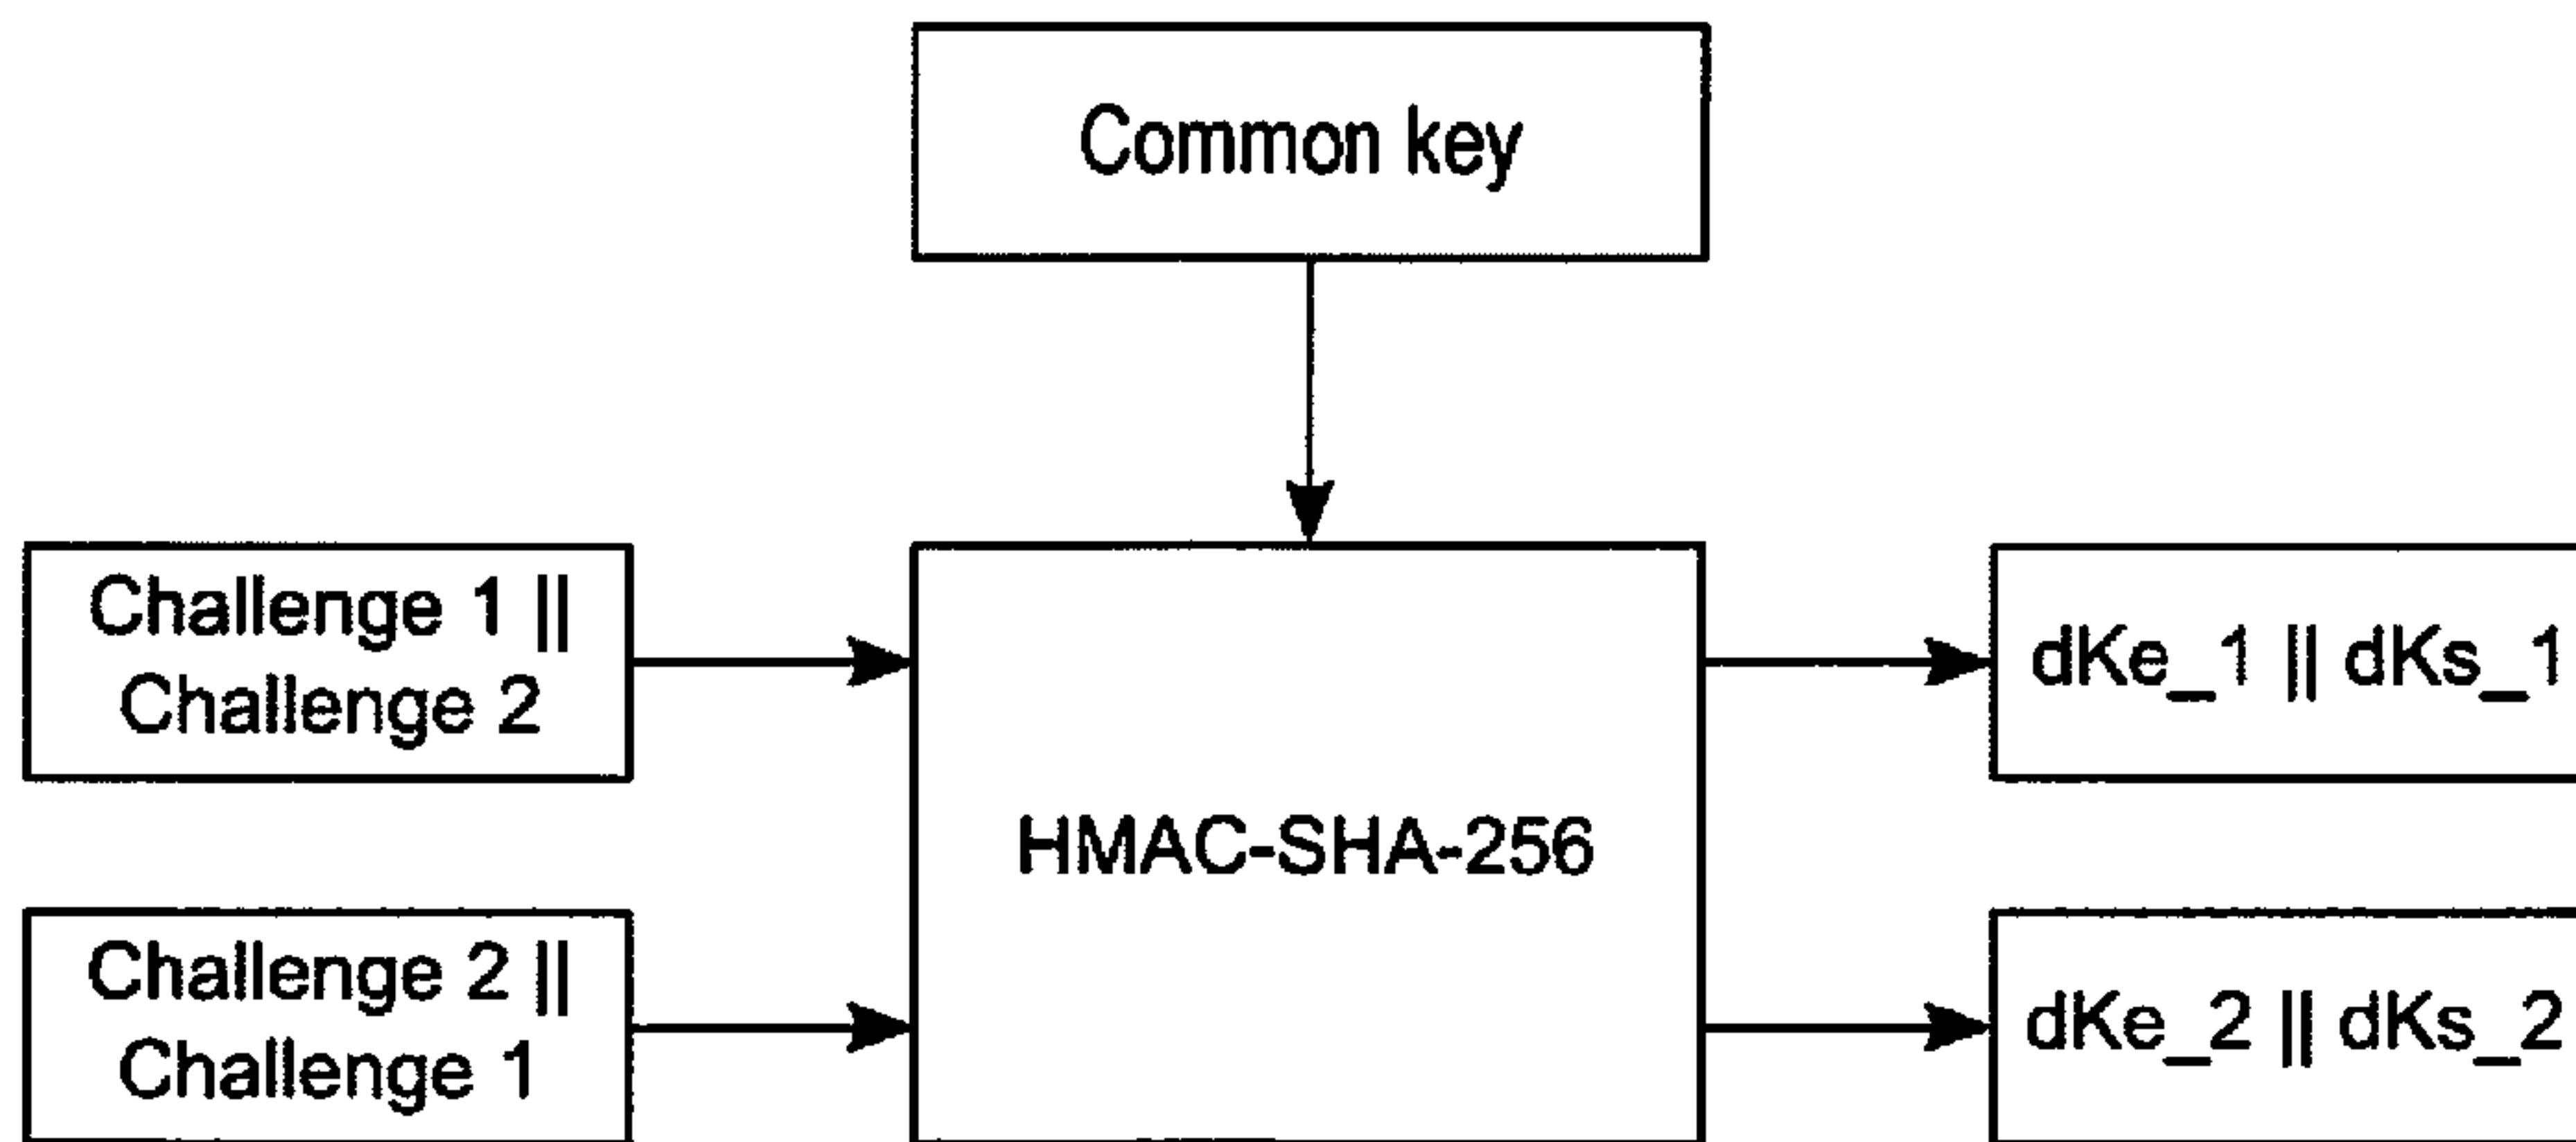 Common key
Challenge 1 ||
Challenge 2
HMAC-SHA-256
dKe_1 || dKs_1
Challenge 2 ||
Challenge 1
dKe_2 || dKs_2